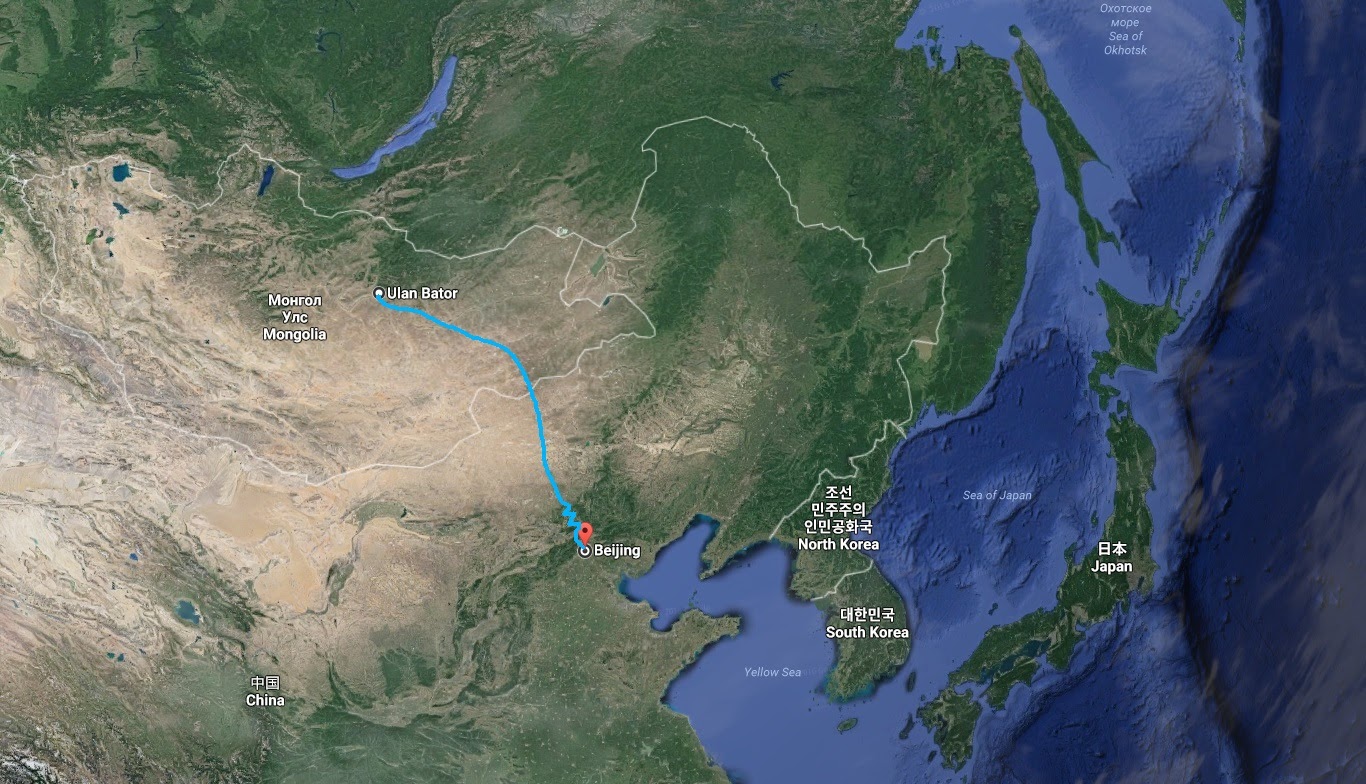 Охотское
море
Sea of
Okhotsk
Ulan Bator
Монгол
Улс
Mongolia
Beijing
Sea of Japan
조선
민주주의
인민공화국
North Korea
日本
Japan
대한민국
South Korea
Yellow Sea
中国
China